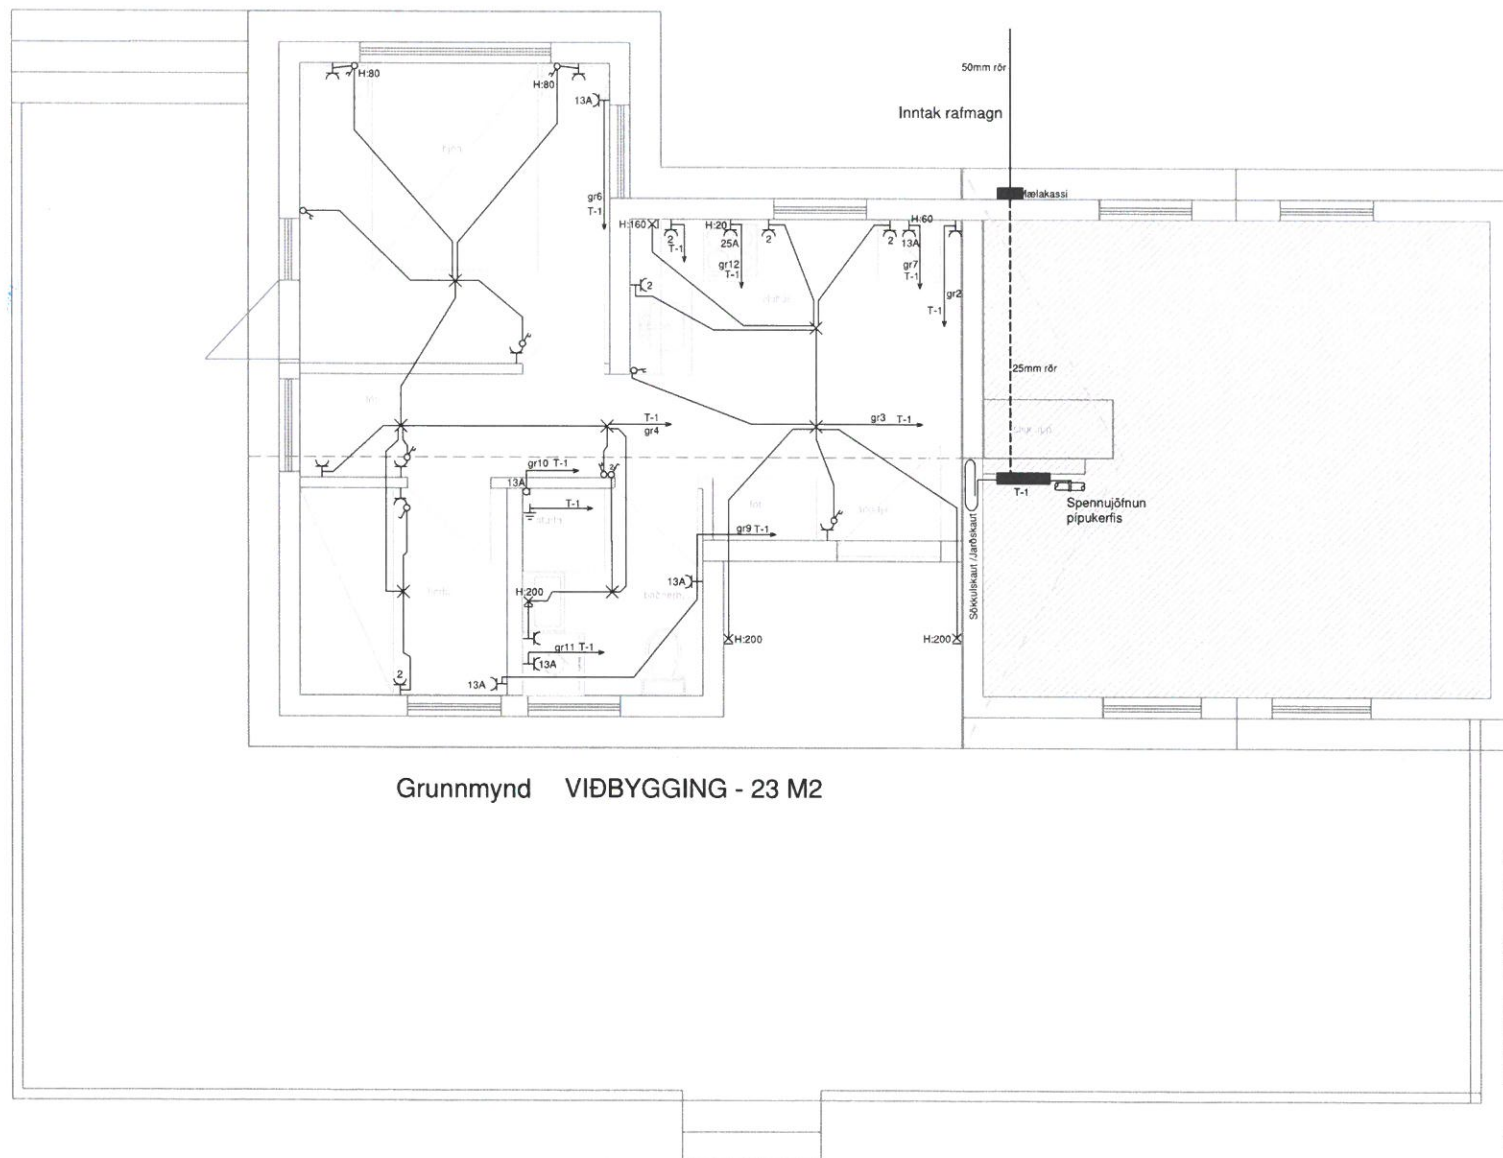 50mm rör
Inntak rafmagn
Mælakassi
H:80
H:80
13A
gr6
T-1
H:160
2
T-1
H:20
25A
gr12
T-1
2
2
H:60
13A
gr7
T-1
gr2
T-1
2
25mm rör
T-1
gr4
gr3 T-1
gr10 T-1
13A
2
T-1
T-1
Spennujöfnun
pípukerfis
Sökkulskaut /Jarðskaut
gr9 T-1
13A
H:200
H:200
H:200
gr11 T-1
13A
13A
2
Grunnmynd VIÐBYGGING - 23 M2